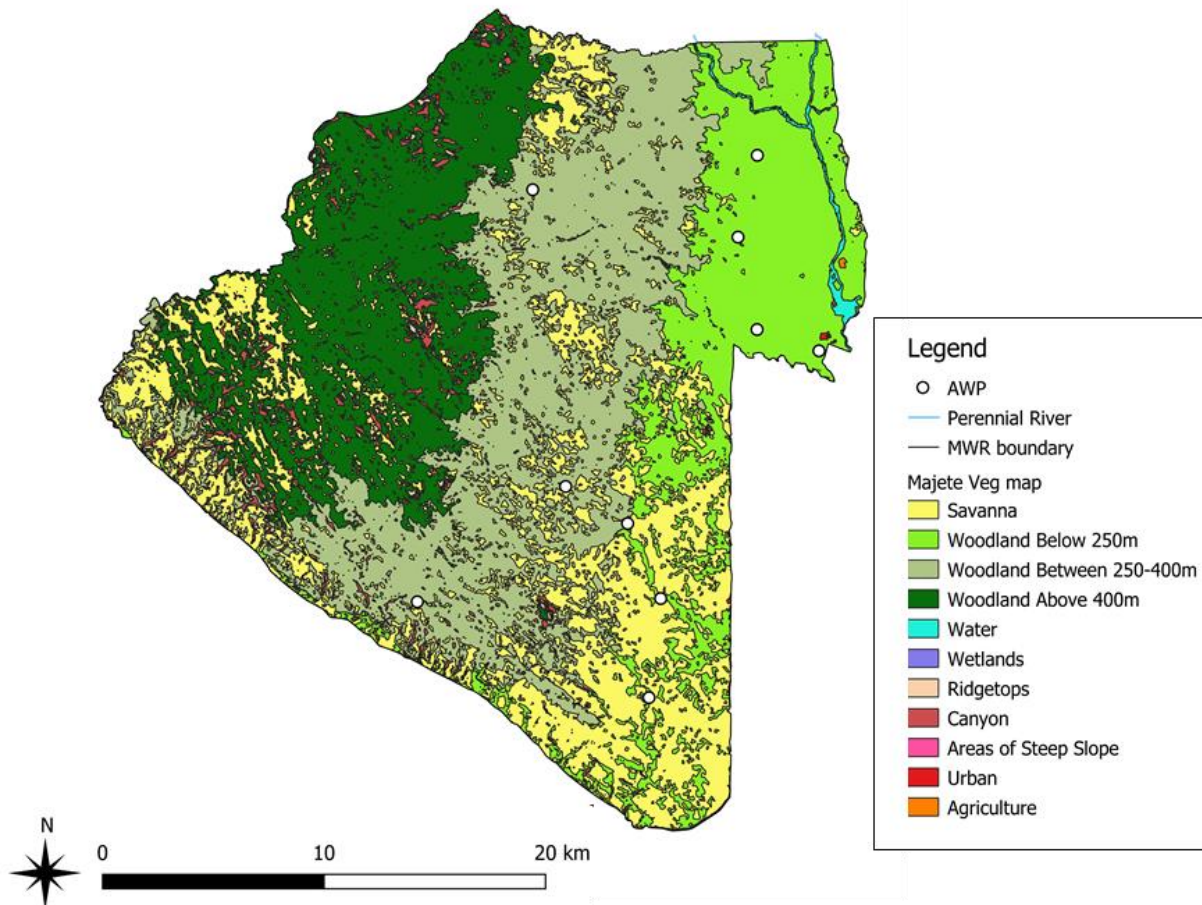 Legend
AWP
Perennial River
MWR boundary
Majete Veg map
Savanna
Woodland Below 250m
Woodland Between 250-400m
Woodland Above 400m
Water
Wetlands
Ridgetops
Canyon
Areas of Steep Slope
Urban
Agriculture
N
0 10 20 km